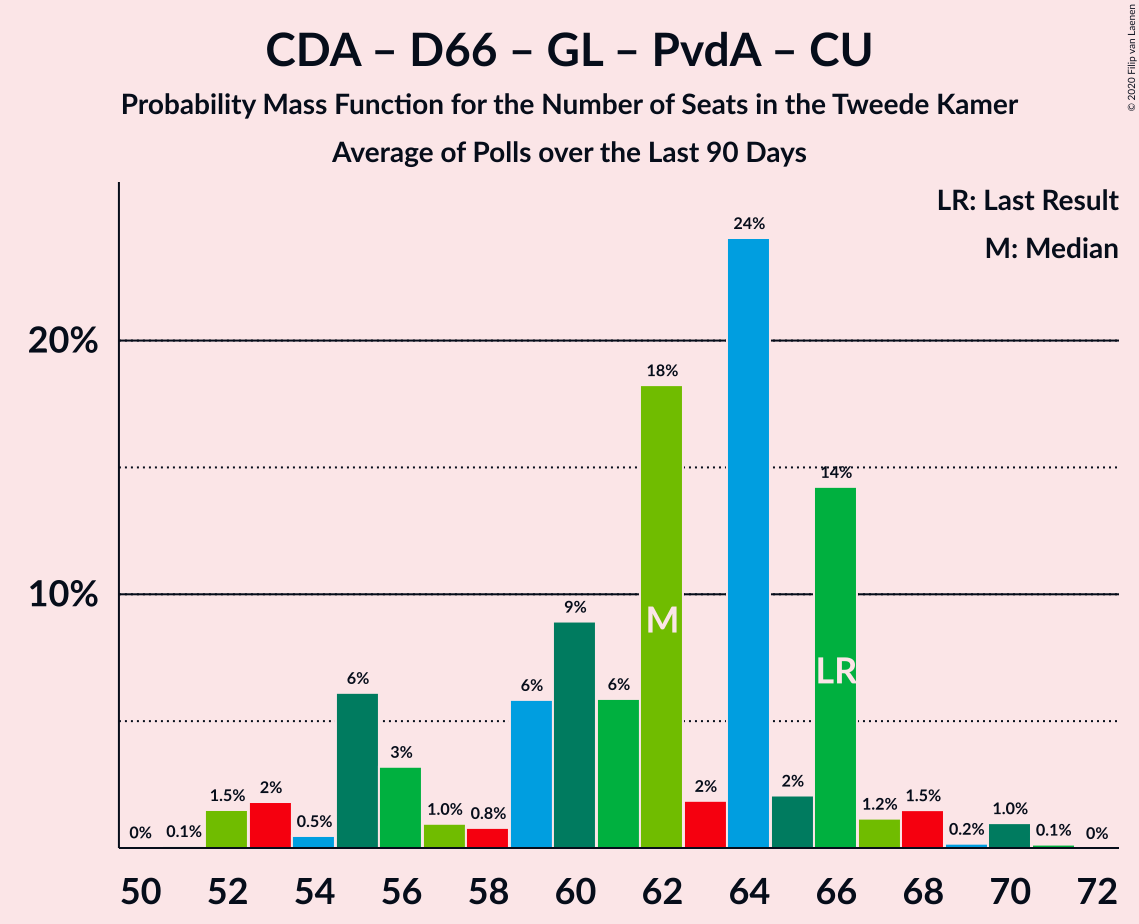 CDA – D66 – GL – PvdA – CU
Probability Mass Function for the Number of Seats in the Tweede Kamer
Average of Polls over the Last 90 Days
© 2020 Filip van Laenen
LR: Last Result
M: Median
20%
10%
0% 0.1% 1.5% 2% 0.5% 6% 3% 1.0% 0.8% 6% 9% 6% 18% 2% 24% 2% 14% 1.2% 1.5% 0.2% 1.0% 0.1% 0%
M
LR
50 52 54 56 58 60 62 64 66 68 70 72